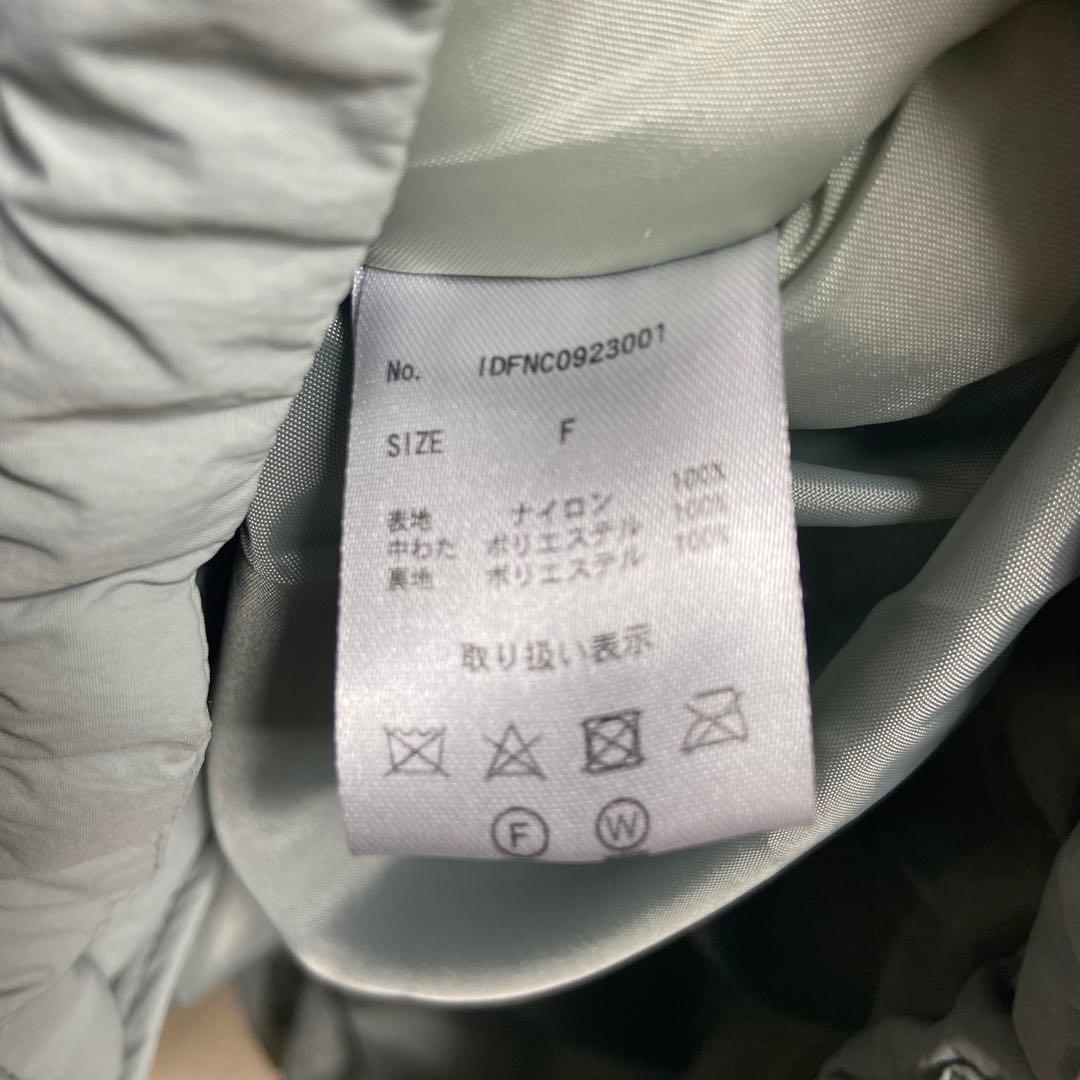 No. IDFNC0923001
SIZE F
表地 ナイロン 100%
中わた ポリエステル 100%
裏地 ポリエステル 100%
取り扱い表示
F W